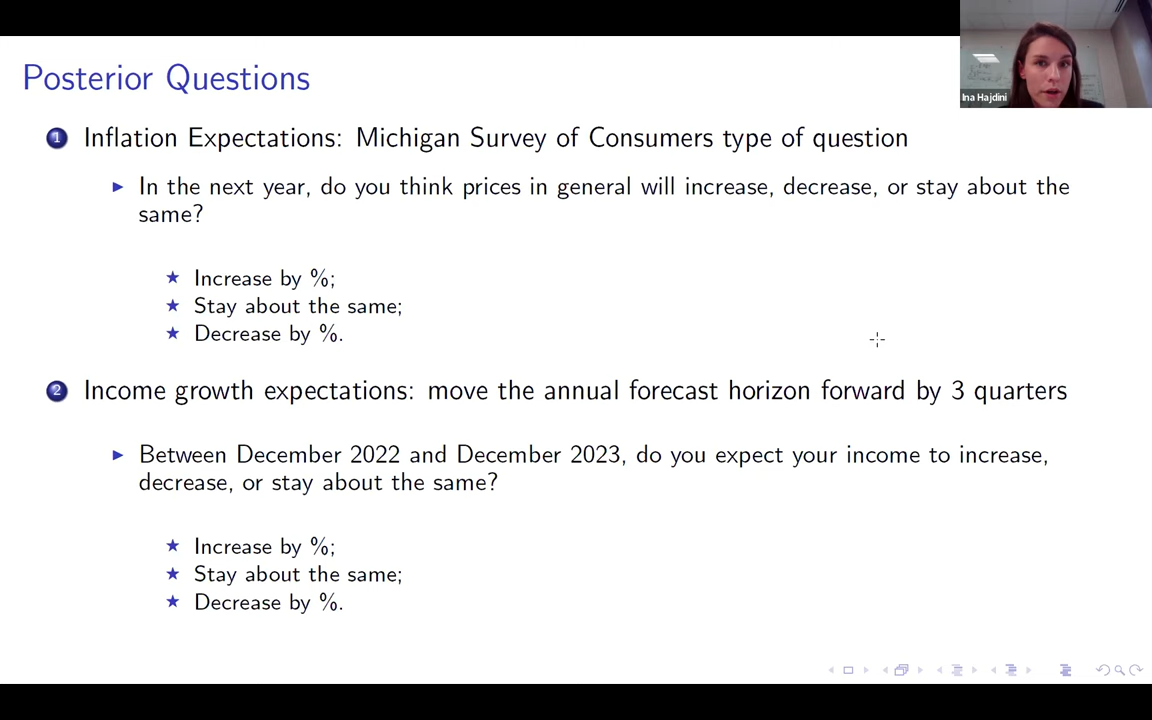 Posterior Questions
Ina Hajdini
1 Inflation Expectations: Michigan Survey of Consumers type of question
In the next year, do you think prices in general will increase, decrease, or stay about the
same?
Increase by %;
Stay about the same;
Decrease by %.
2 Income growth expectations: move the annual forecast horizon forward by 3 quarters
Between December 2022 and December 2023, do you expect your income to increase,
decrease, or stay about the same?
Increase by %;
Stay about the same;
Decrease by %.